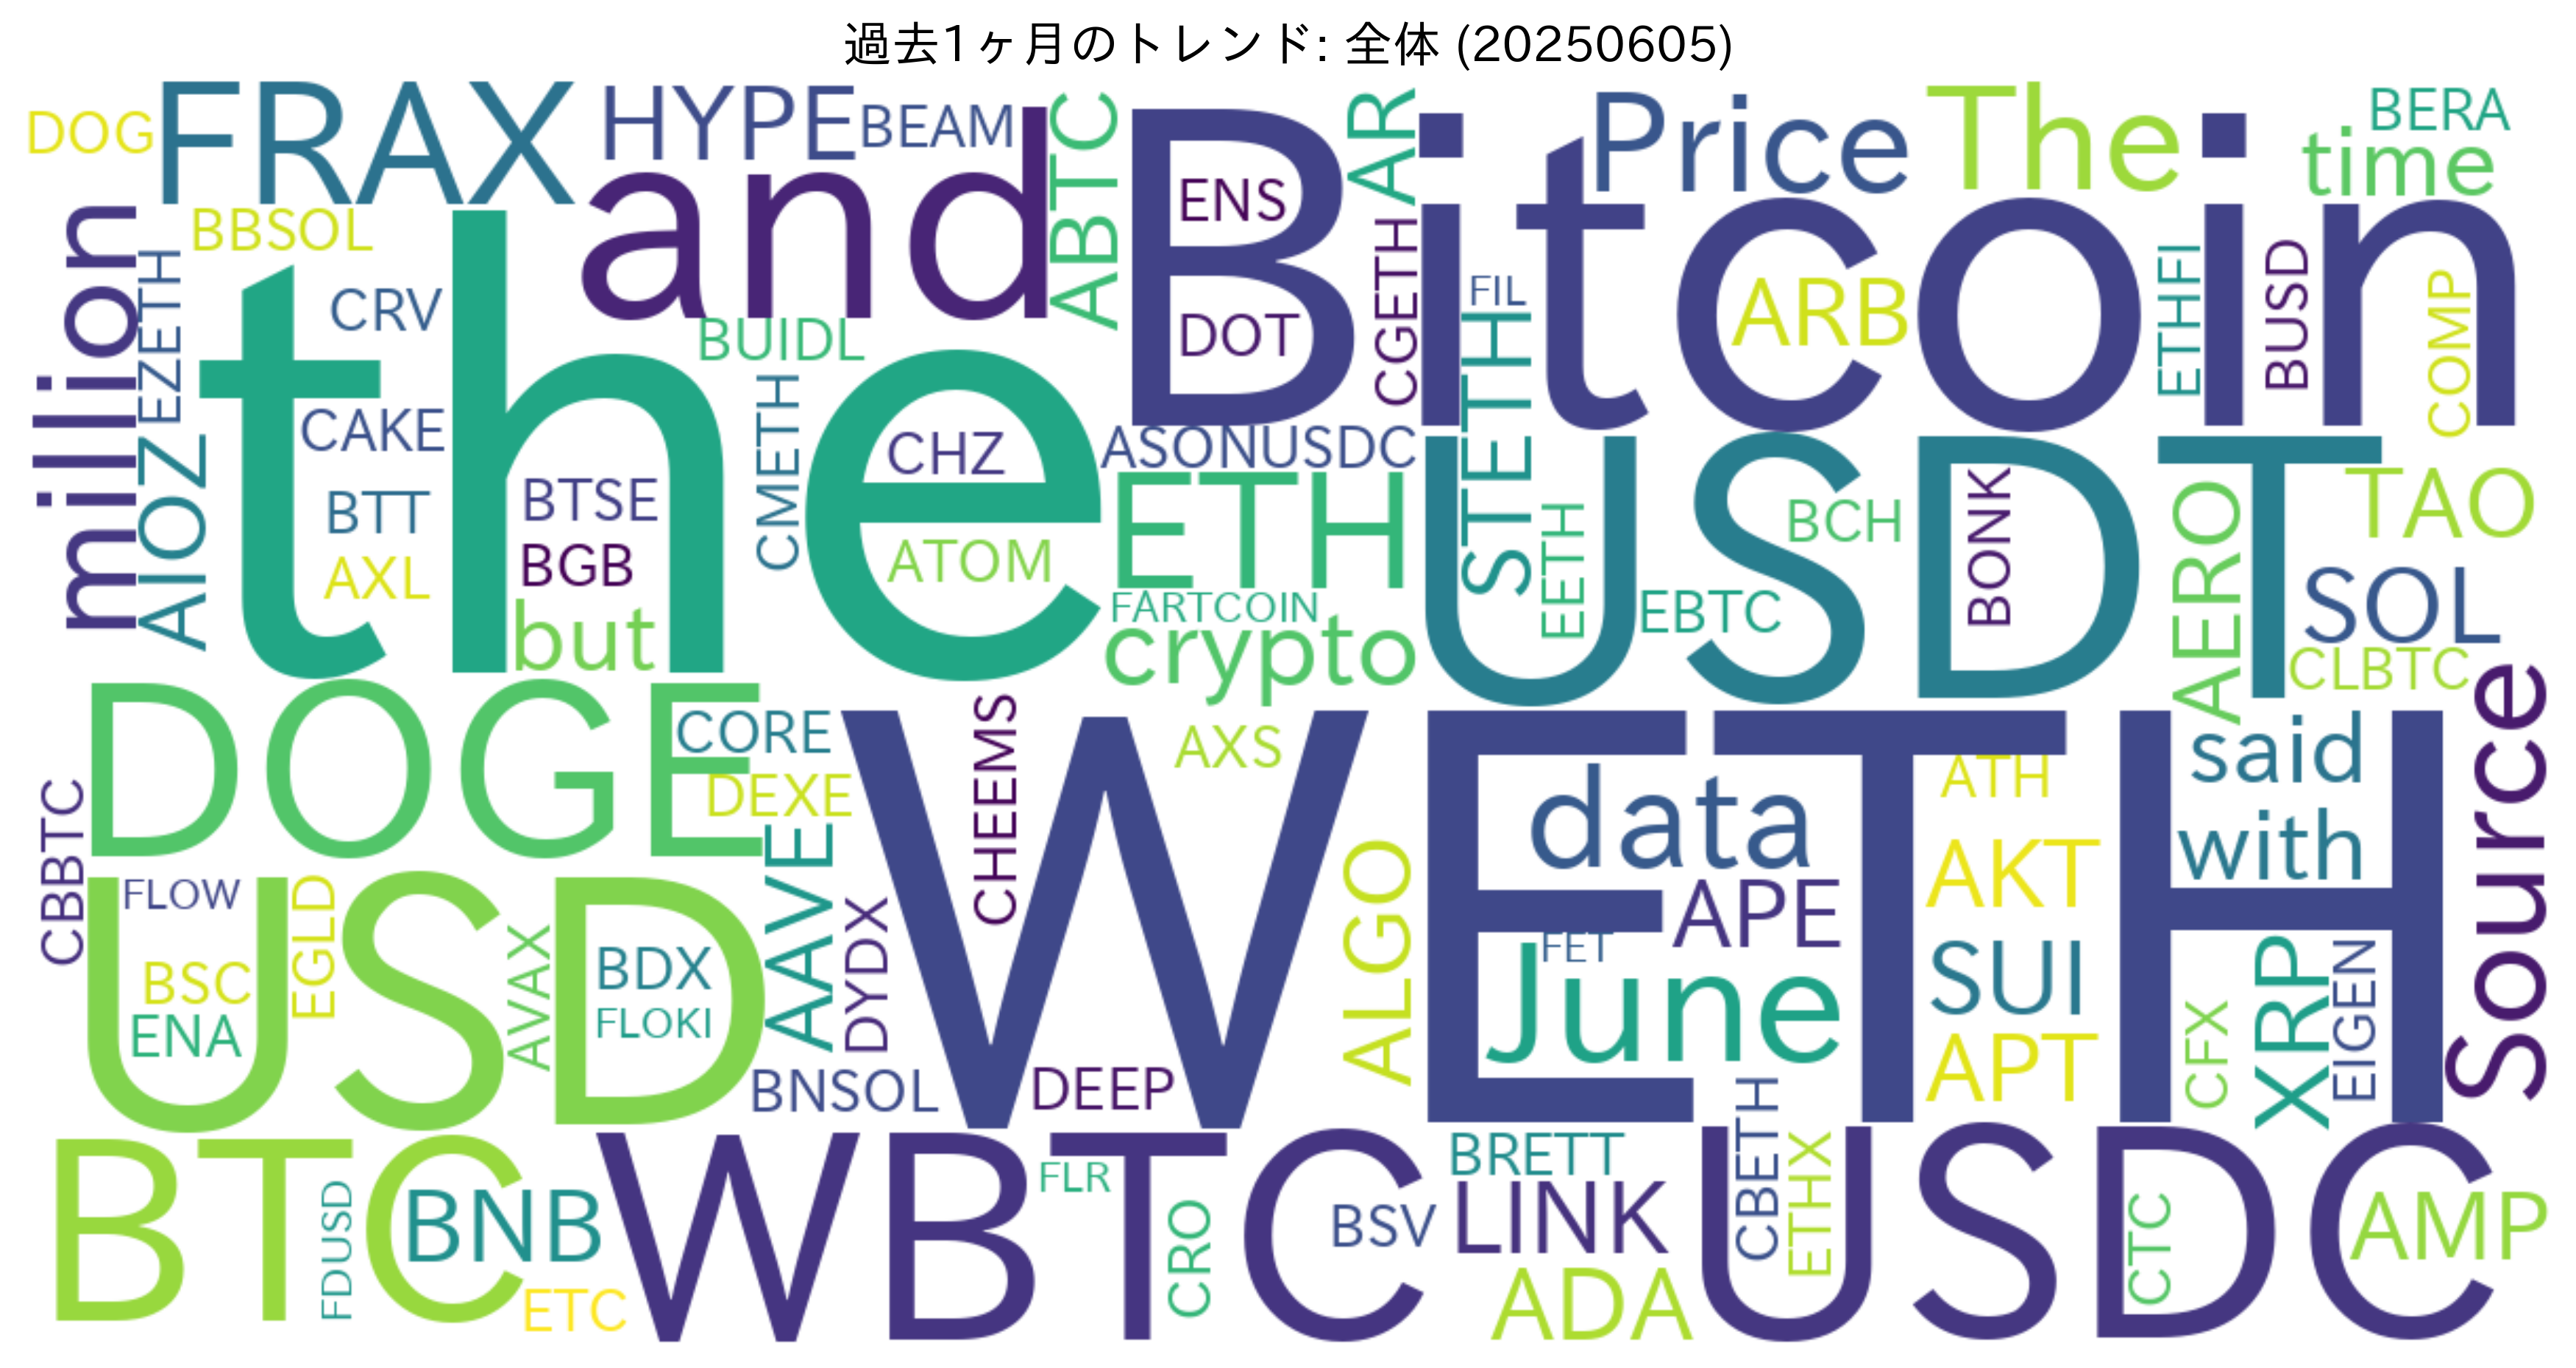 過去1ヶ月のトレンド: 全体 (20250605)
DOG
FRAX
HYPE
BEAM
ABTC
AR
Price
The
BERA
time
million
BBSOL
EZETH
and
Bitcoin
ENS
DOT
CGETH
FIL
ARB
ETHFI
BUSD
COMP
CRV
the
BUIDL
CAKE
CMETH
CHZ
ASONUSDC
STETH
USDT
AIOZ
BTT
BTSE
ETH
BCH
BONK
AERO
TAO
AXL
BGB
ATOM
EETH
EBTC
SOL
but
FARTCOIN
crypto
CLBTC
DOGE
CORE
CHEEMS
AXS
WETH
data
ATH
said
Source
DEXE
CBBTC
FLOW
USD
EGLD
AAVE
DYDX
ALGO
APE
AKT
with
BSC
AVAX
BDX
FET
June
SUI
XRP
EIGEN
ENA
FLOKI
CFX
APT
BNSOL
DEEP
BTC
FDUSD
BNB
WBTC
FLR
CRO
BSV
BRETT
LINK
CBETH
ETHX
USDC
CTC
AMP
ETC
ADA